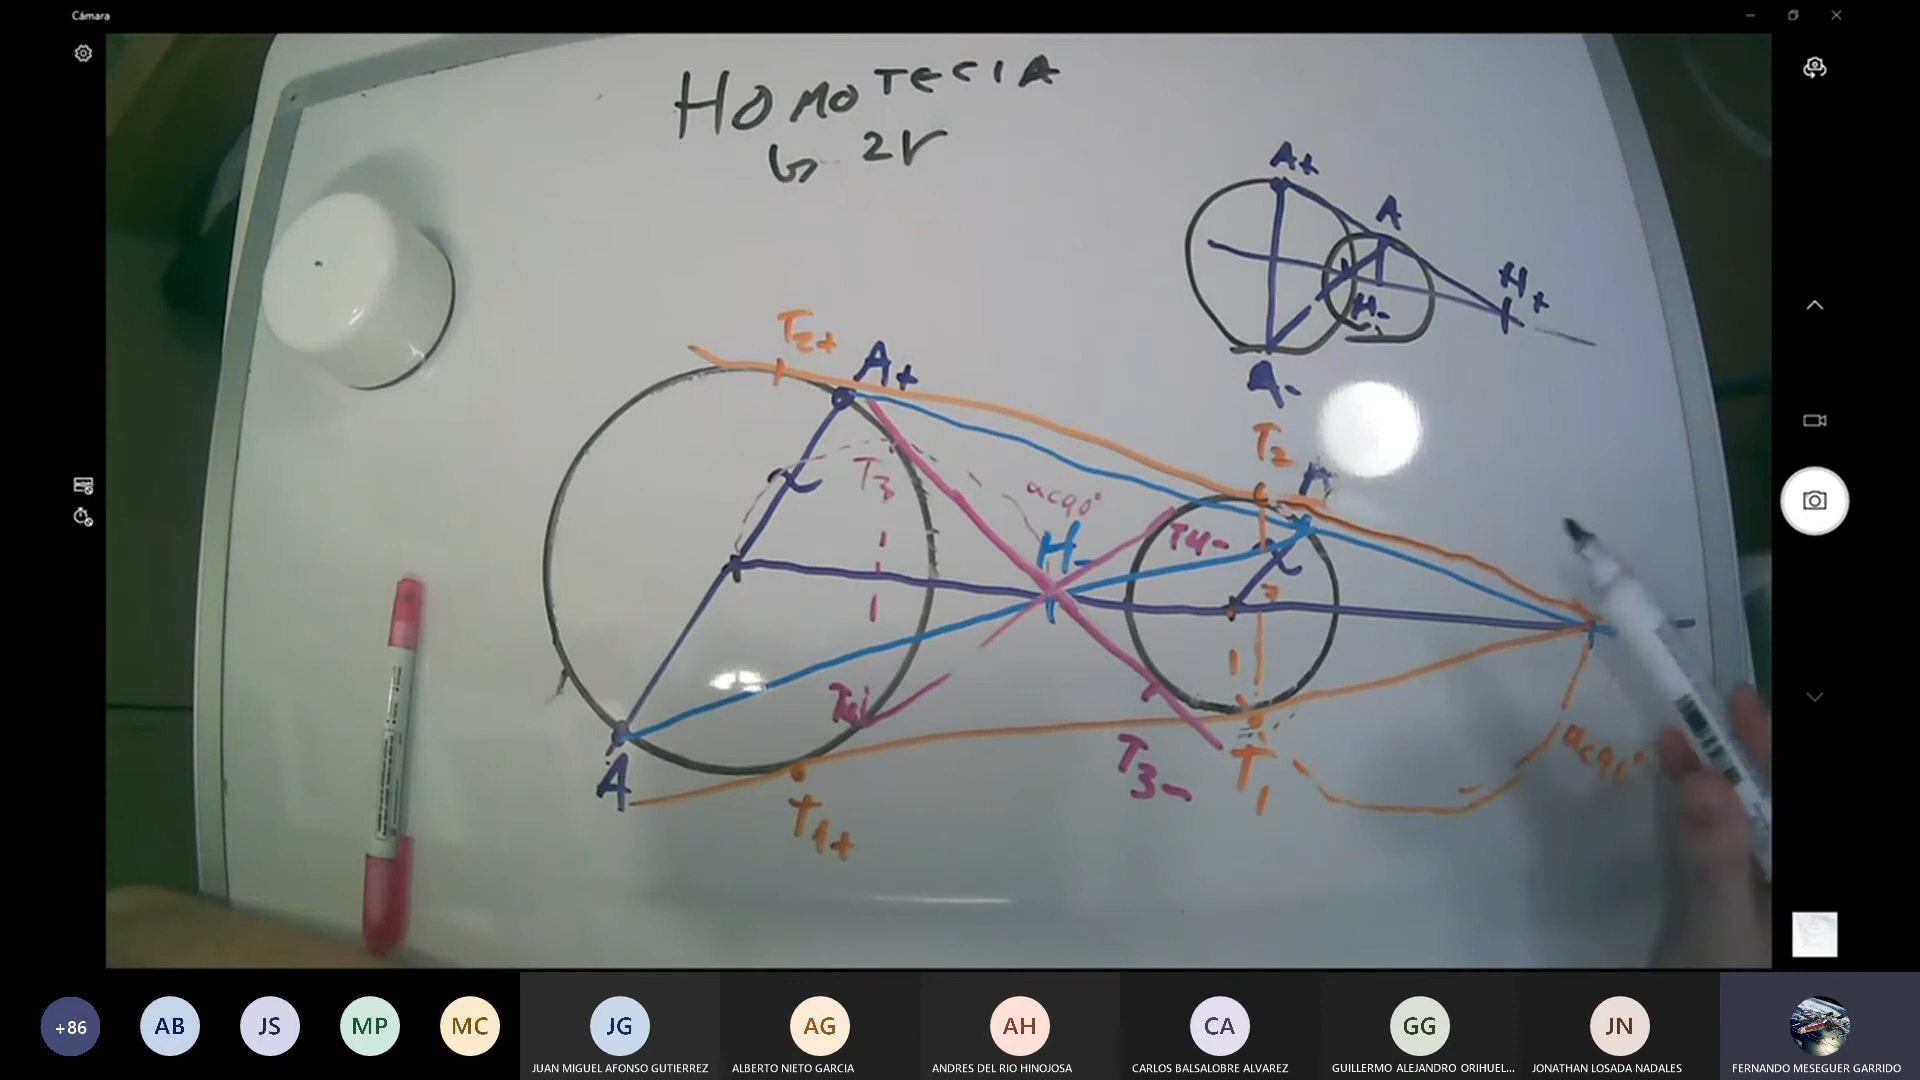 Cámara
HOMOTECIA
↳ 2r
A+
A
H+
H-
A-
T2+
A+
T2
A
T3
ac90°
H-
T4-
T4
A
T3-
T1
T1+
+86
AB
JS
MP
MC
JG
AG
AH
CA
GG
JN
JUAN MIGUEL AFONSO GUTIERREZ
ALBERTO NIETO GARCIA
ANDRES DEL RIO HINOJOSA
CARLOS BALSALOBRE ALVAREZ
GUILLERMO ALEJANDRO ORIHUEL...
JONATHAN LOSADA NADALES
FERNANDO MESEGUER GARRIDO